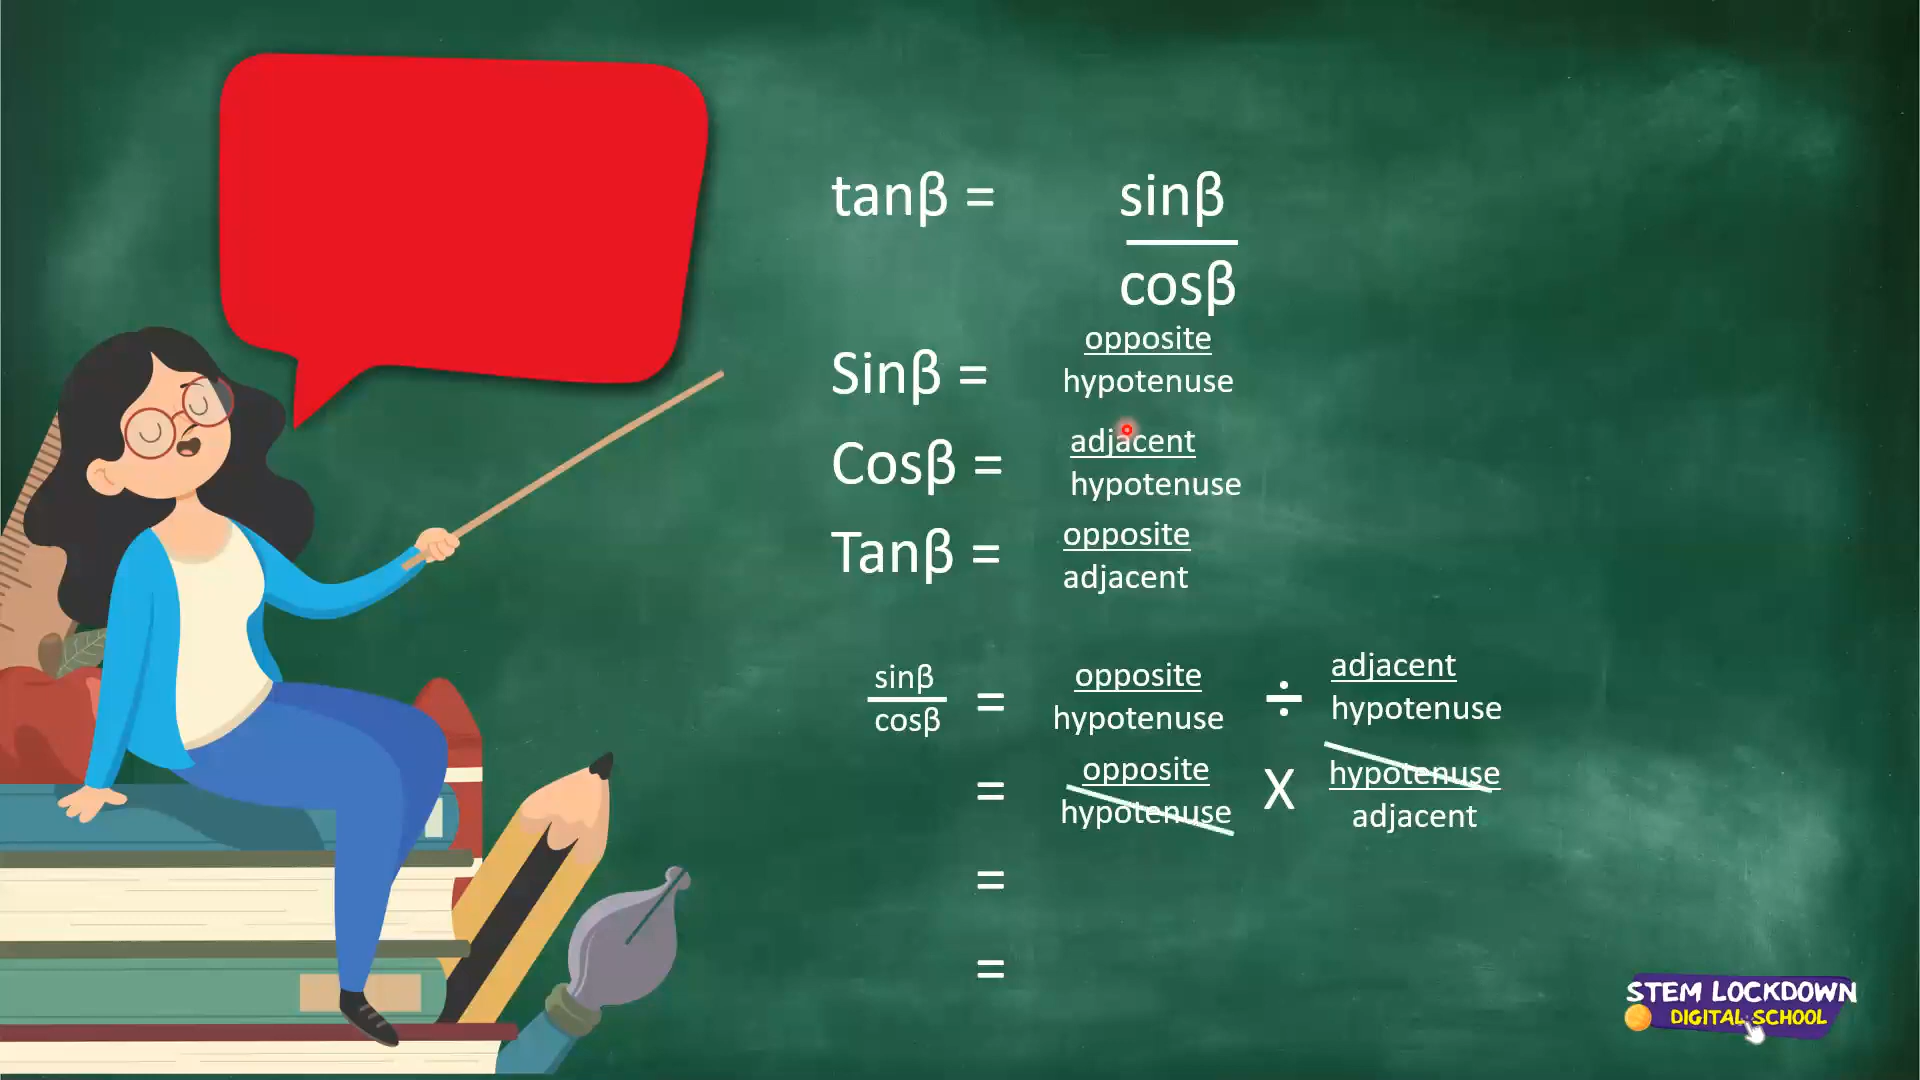 tanβ = sinβ
cosβ
Sinβ = opposite
hypotenuse
Cosβ = adjacent
hypotenuse
Tanβ = opposite
adjacent
sinβ = opposite ÷ adjacent
cosβ hypotenuse hypotenuse
= opposite X hypotenuse
hypotenuse adjacent
=
=
STEM LOCKDOWN
DIGITAL SCHOOL